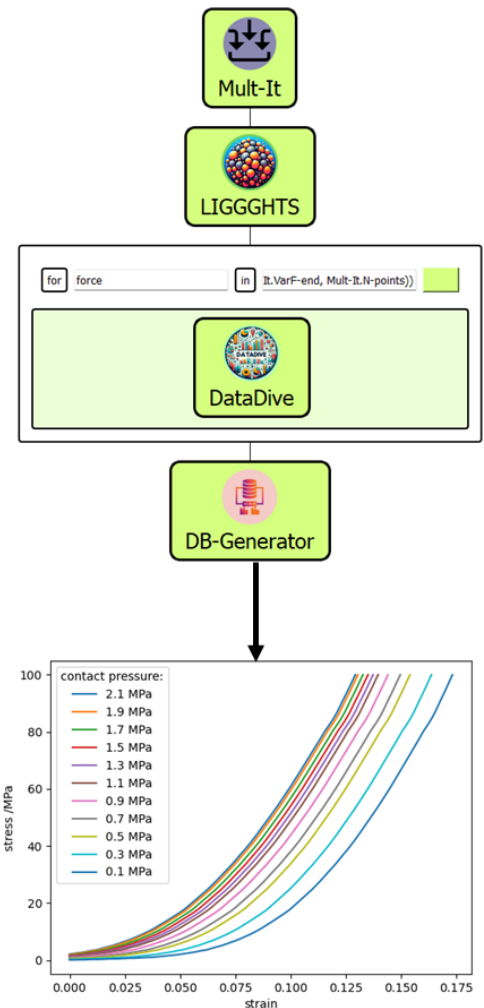 Mult-It
LIGGGHTS
for force in It.VarF-end, Mult-It.N-points))
DATADIVE
DataDive
DB-Generator
100
80
60
40
20
0
stress /MPa
contact pressure:
2.1 MPa
1.9 MPa
1.7 MPa
1.5 MPa
1.3 MPa
1.1 MPa
0.9 MPa
0.7 MPa
0.5 MPa
0.3 MPa
0.1 MPa
0.000 0.025 0.050 0.075 0.100 0.125 0.150 0.175
strain